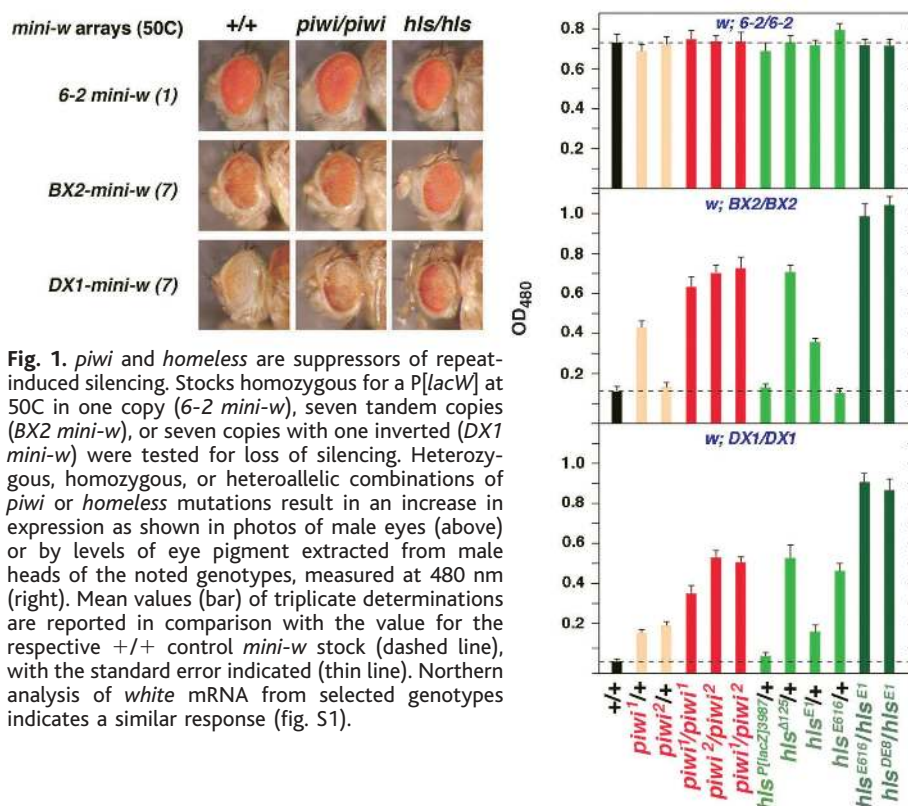 mini-w arrays (50C) +/+ piwi/piwi hls/hls
6-2 mini-w (1)
BX2-mini-w (7)
DX1-mini-w (7)
Fig. 1. piwi and homeless are suppressors of repeat-
induced silencing. Stocks homozygous for a P[lacW] at
50C in one copy (6-2 mini-w), seven tandem copies
(BX2 mini-w), or seven copies with one inverted (DX1
mini-w) were tested for loss of silencing. Heterozy-
gous, homozygous, or heteroallelic combinations of
piwi or homeless mutations result in an increase in
expression as shown in photos of male eyes (above)
or by levels of eye pigment extracted from male
heads of the noted genotypes, measured at 480 nm
(right). Mean values (bar) of triplicate determinations
are reported in comparison with the value for the
respective +/+ control mini-w stock (dashed line),
with the standard error indicated (thin line). Northern
analysis of white mRNA from selected genotypes
indicates a similar response (fig. S1).
OD480
w; 6-2/6-2
0.8
0.6
0.4
0.2
w; BX2/BX2
1.0
0.8
0.4
0.2
w; DX1/DX1
1.0
0.8
0.4
0.2
+/+
piwi1/+
piwi2/+
piwi1/piwi1
piwi2/piwi2
piwi1/piwi2
hlsP[lacZ]3987/+
hlsΔ125/+
hlsE1/+
hlsE616/+
hlsE616/hlsE1
hlsDE8/hlsE1